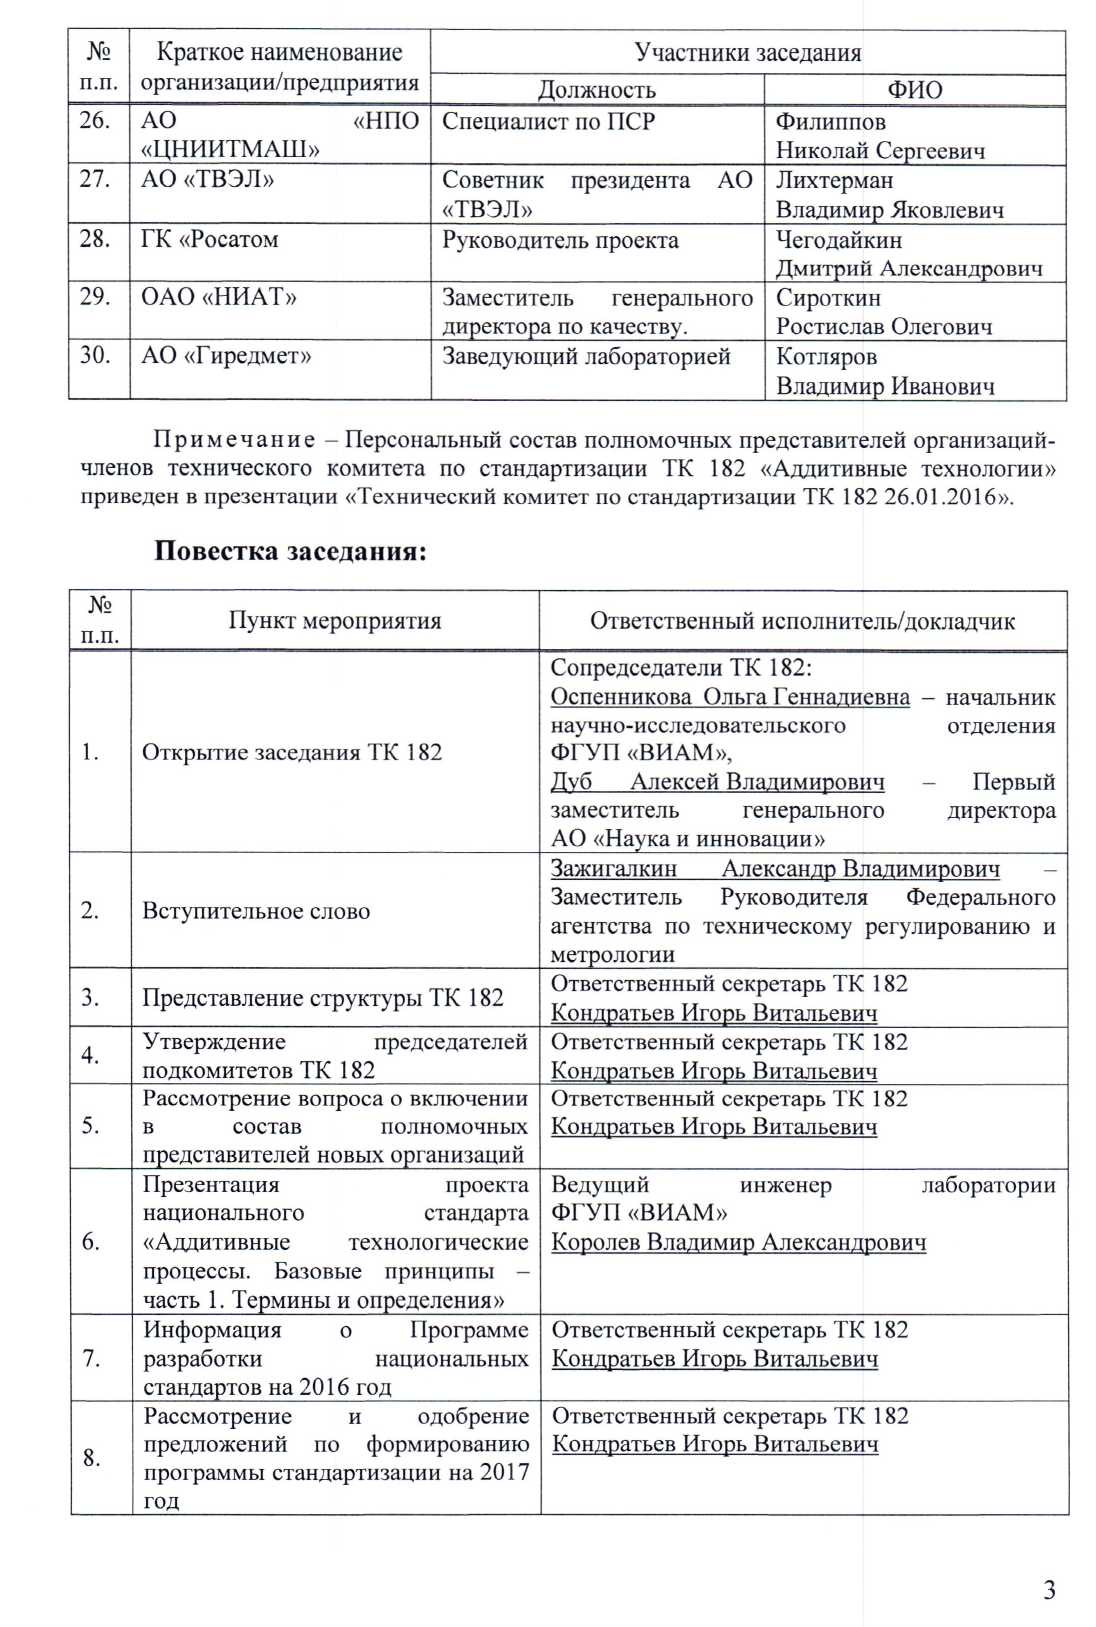 № Краткое наименование Участники заседания
п.п. организации/предприятия Должность ФИО
26. АО «НПО Специалист по ПСР Филиппов
«ЦНИИТМАШ» Николай Сергеевич
27. АО «ТВЭЛ» Советник президента АО Лихтерман
«ТВЭЛ» Владимир Яковлевич
28. ГК «Росатом Руководитель проекта Чегодайкин
Дмитрий Александрович
29. ОАО «НИАТ» Заместитель генерального Сироткин
директора по качеству. Ростислав Олегович
30. АО «Гиредмет» Заведующий лабораторией Котляров
Владимир Иванович
Примечание – Персональный состав полномочных представителей организаций-
членов технического комитета по стандартизации ТК 182 «Аддитивные технологии»
приведен в презентации «Технический комитет по стандартизации ТК 182 26.01.2016».
Повестка заседания:
№
п.п. Пункт мероприятия Ответственный исполнитель/докладчик
Сопредседатели ТК 182:
Оспенникова Ольга Геннадиевна – начальник
научно-исследовательского отделения
1. Открытие заседания ТК 182 ФГУП «ВИАМ»,
Дуб Алексей Владимирович – Первый
заместитель генерального директора
АО «Наука и инновации»
Зажигалкин Александр Владимирович –
2. Вступительное слово Заместитель Руководителя Федерального
агентства по техническому регулированию и
метрологии
3. Представление структуры ТК 182 Ответственный секретарь ТК 182
Кондратьев Игорь Витальевич
4. Утверждение председателей Ответственный секретарь ТК 182
подкомитетов ТК 182 Кондратьев Игорь Витальевич
Рассмотрение вопроса о включении Ответственный секретарь ТК 182
5. в состав полномочных Кондратьев Игорь Витальевич
представителей новых организаций
Презентация проекта Ведущий инженер лаборатории
национального стандарта ФГУП «ВИАМ»
6. «Аддитивные технологические Королев Владимир Александрович
процессы. Базовые принципы –
часть 1. Термины и определения»
Информация о Программе Ответственный секретарь ТК 182
7. разработки национальных Кондратьев Игорь Витальевич
стандартов на 2016 год
Рассмотрение и одобрение Ответственный секретарь ТК 182
предложений по формированию Кондратьев Игорь Витальевич
8. программы стандартизации на 2017
год
3